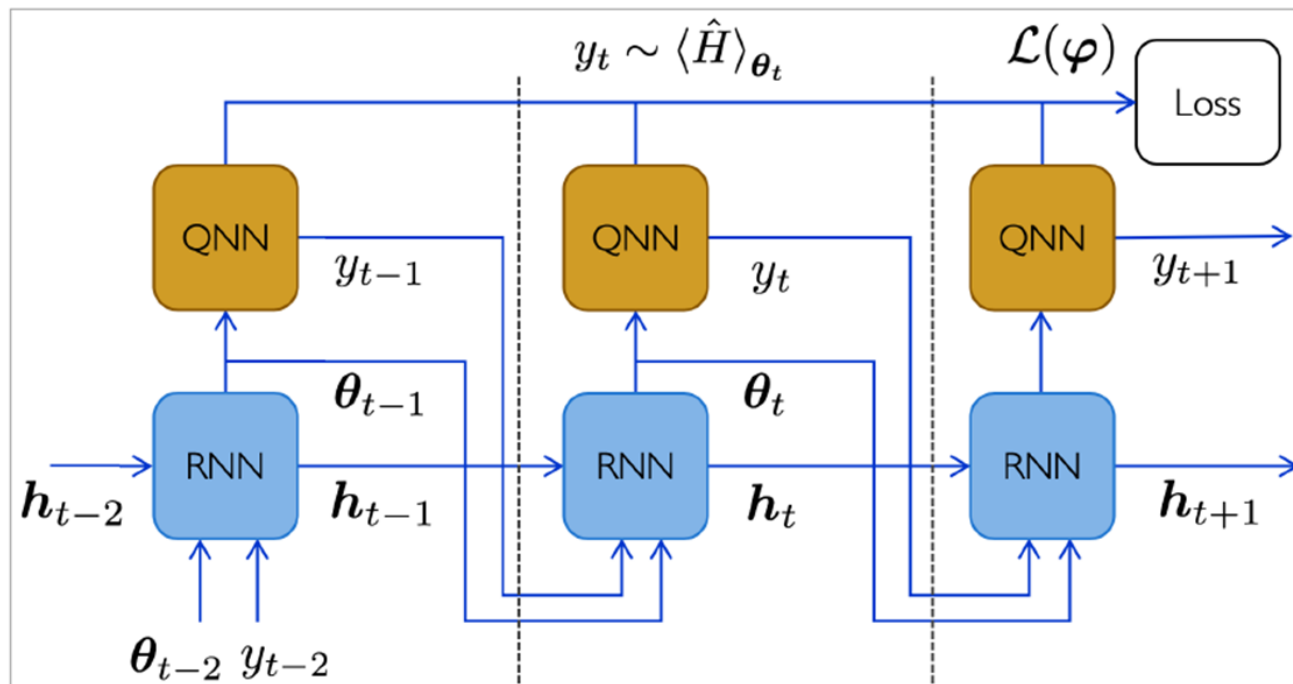 y_t ∼ ⟨Ĥ⟩_θ_t
ℒ(φ)
Loss
QNN
QNN
QNN
y_{t−1}
y_t
y_{t+1}
θ_{t−1}
θ_t
RNN
RNN
RNN
h_{t−2}
h_{t−1}
h_t
h_{t+1}
θ_{t−2}
y_{t−2}